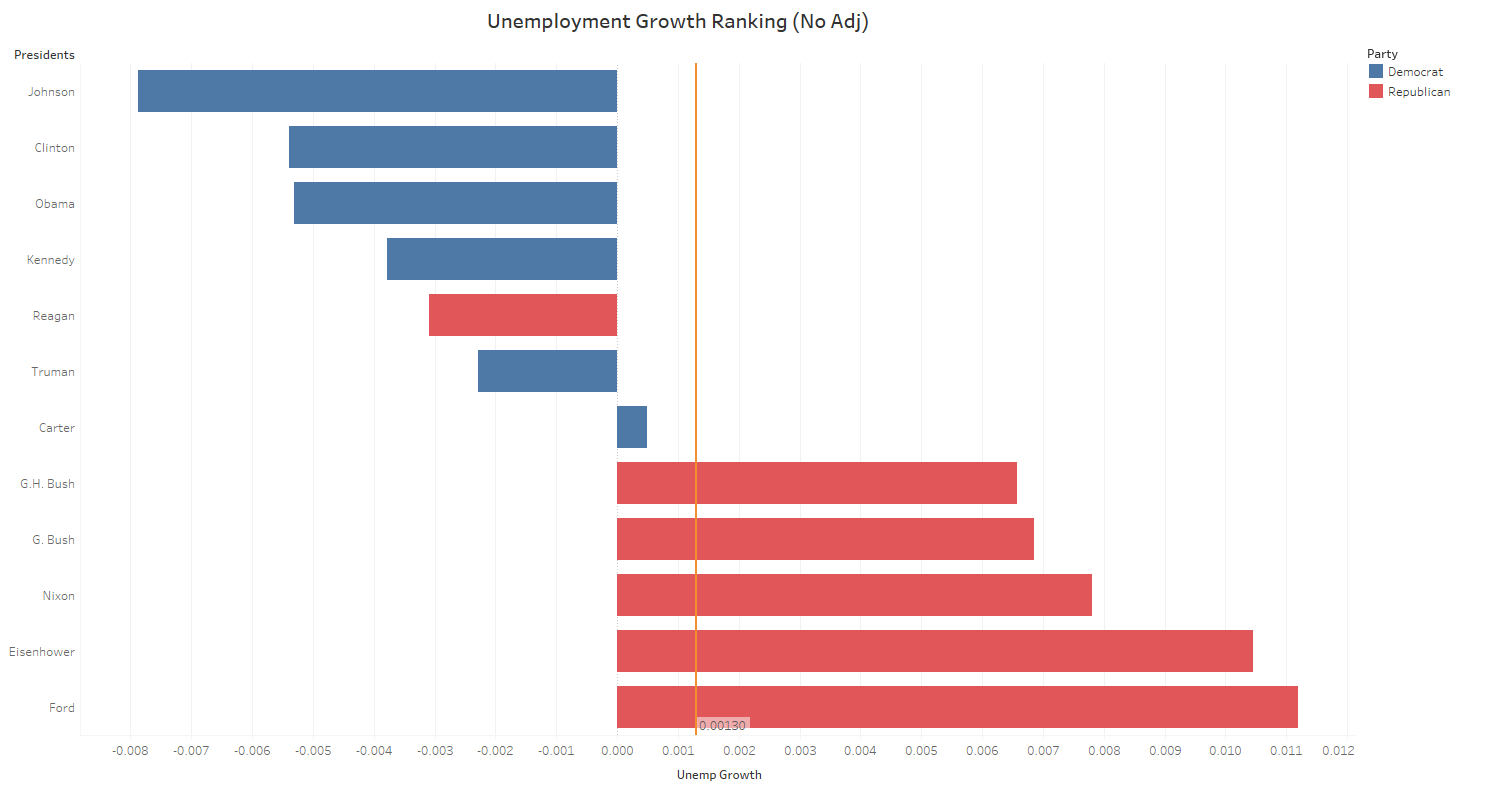 Unemployment Growth Ranking (No Adj)
Presidents
Party
Democrat
Republican
Johnson
Clinton
Obama
Kennedy
Reagan
Truman
Carter
G.H. Bush
G. Bush
Nixon
Eisenhower
Ford
0.00130
-0.008 -0.007 -0.006 -0.005 -0.004 -0.003 -0.002 -0.001 0.000 0.001 0.002 0.003 0.004 0.005 0.006 0.007 0.008 0.009 0.010 0.011 0.012
Unemp Growth